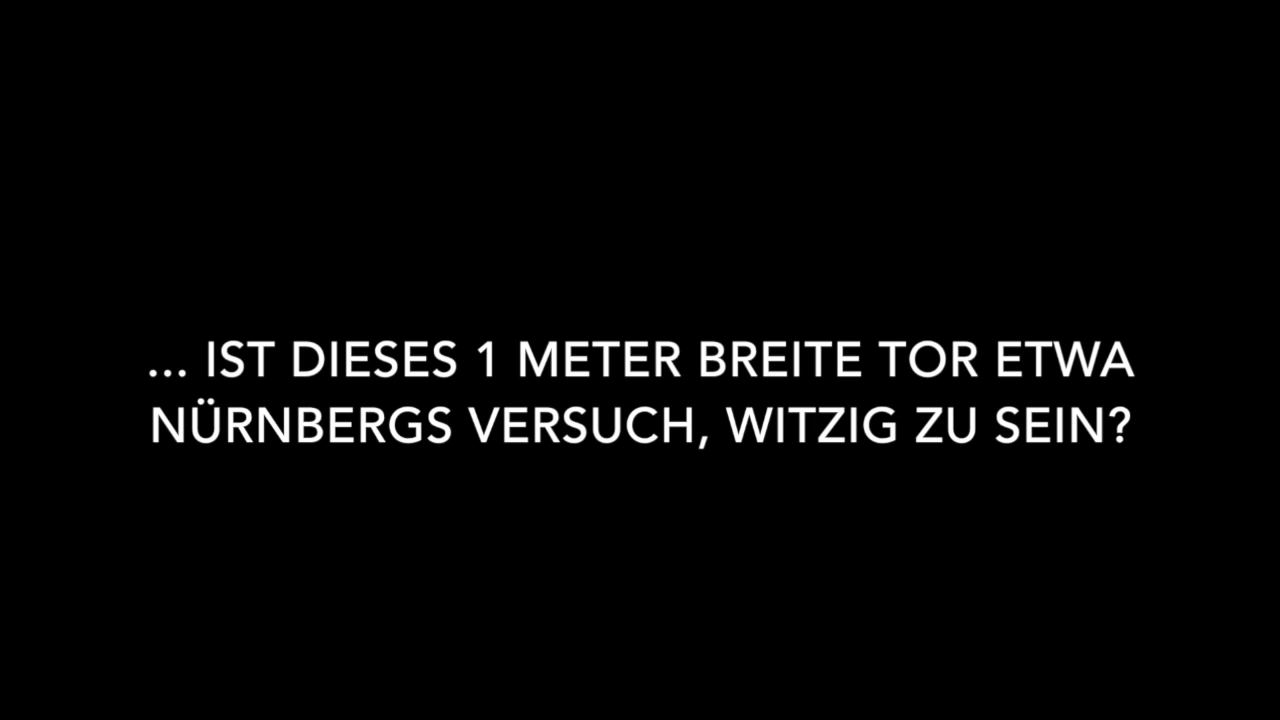 ... IST DIESES 1 METER BREITE TOR ETWA
NÜRNBERGS VERSUCH, WITZIG ZU SEIN?